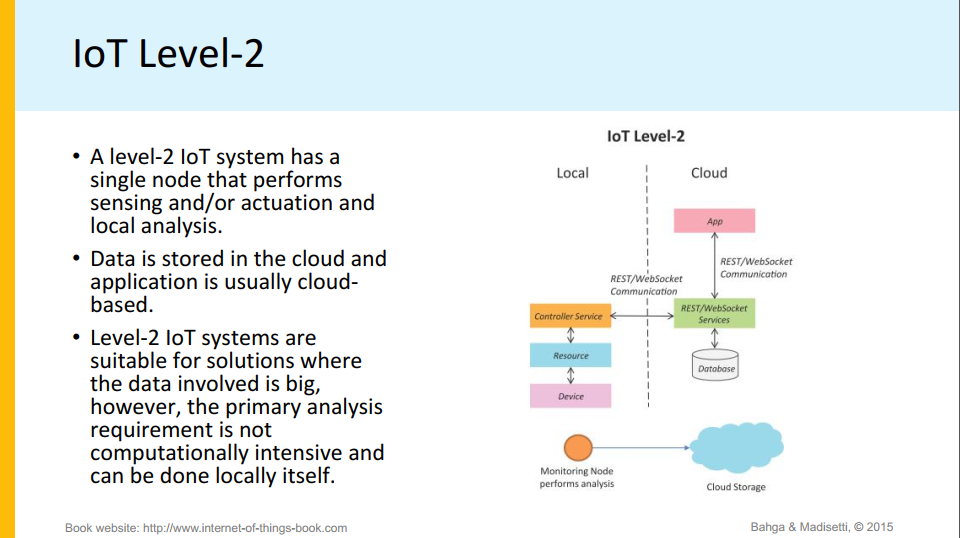 IoT Level-2
• A level-2 IoT system has a
single node that performs
sensing and/or actuation and
local analysis.
• Data is stored in the cloud and
application is usually cloud-
based.
• Level-2 IoT systems are
suitable for solutions where
the data involved is big,
however, the primary analysis
requirement is not
computationally intensive and
can be done locally itself.
IoT Level-2
Local
Cloud
App
REST/WebSocket
Communication
REST/WebSocket
Communication
Controller Service
REST/WebSocket
Services
Resource
Database
Device
Monitoring Node
performs analysis
Cloud Storage
Book website: http://www.internet-of-things-book.com
Bahga & Madisetti, © 2015